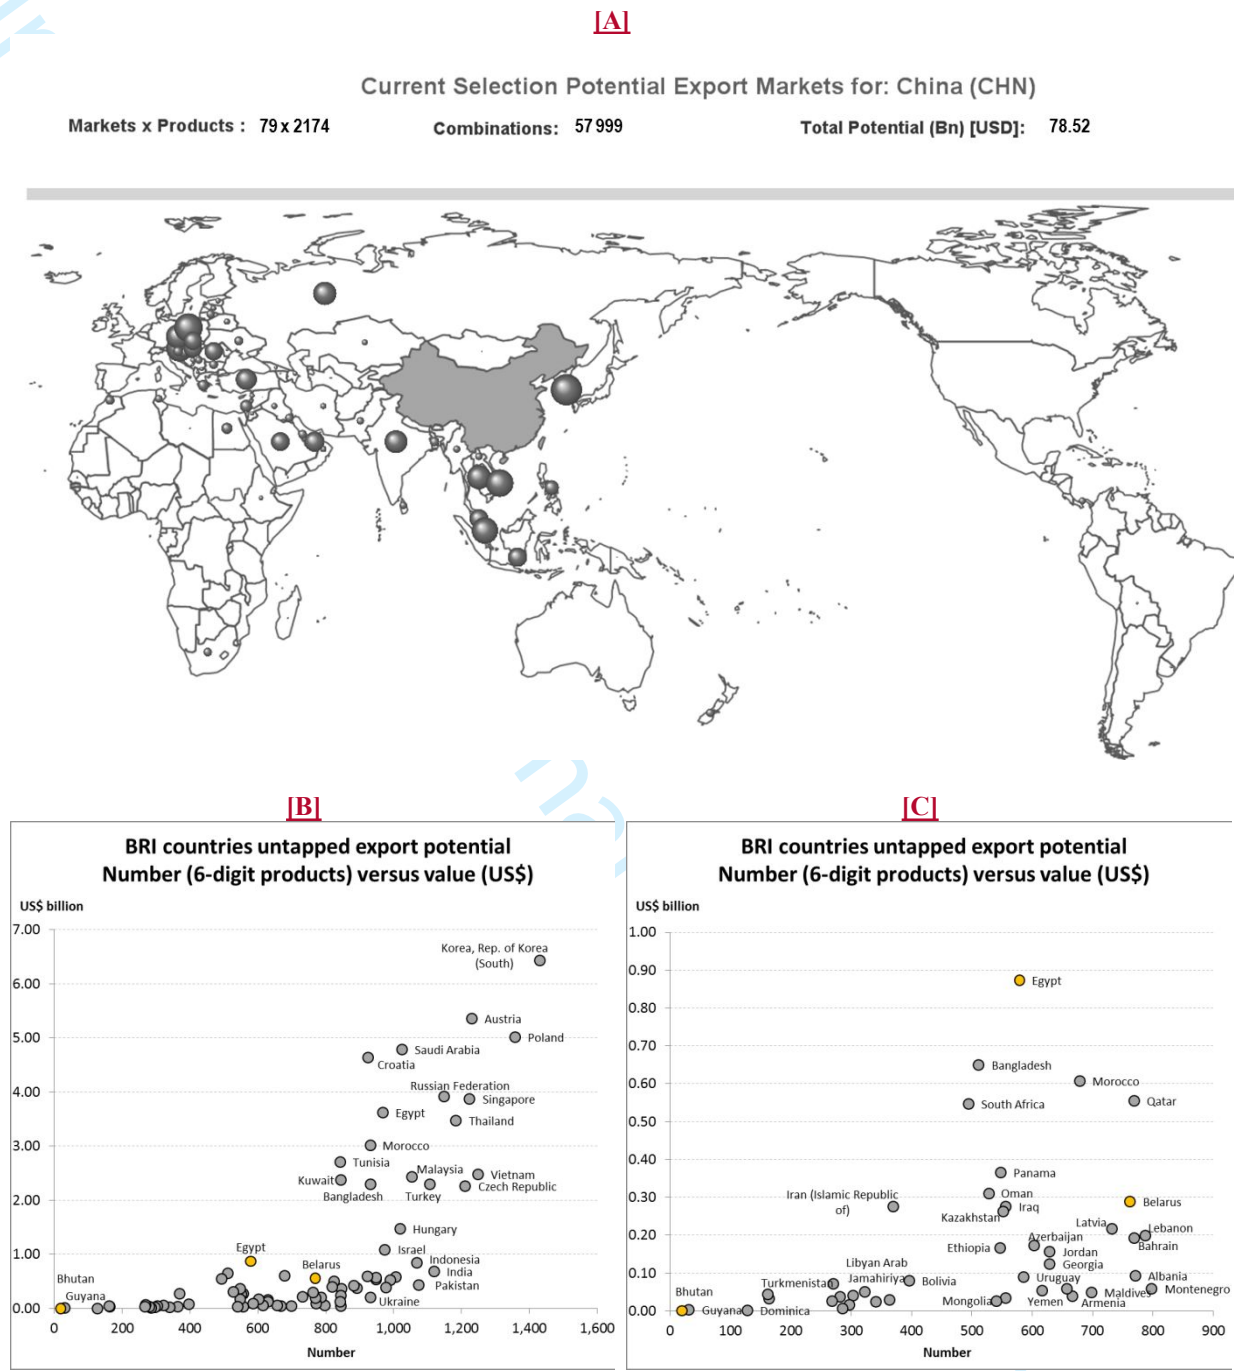 [A]
Current Selection Potential Export Markets for: China (CHN)
Markets x Products : 79 x 2174 Combinations: 57 999 Total Potential (Bn) [USD]: 78.52
[B]
BRI countries untapped export potential
Number (6-digit products) versus value (US$)
US$ billion
7.00
6.00
5.00
4.00
3.00
2.00
1.00
0.00
Korea, Rep. of Korea
(South)
Austria
Poland
Saudi Arabia
Croatia
Russian Federation
Singapore
Egypt
Thailand
Morocco
Tunisia
Malaysia
Vietnam
Kuwait
Bangladesh
Turkey
Czech Republic
Hungary
Egypt
Israel
Indonesia
Belarus
India
Bhutan
Pakistan
Guyana
Ukraine
0 200 400 600 800 1,000 1,200 1,400 1,600
Number
[C]
BRI countries untapped export potential
Number (6-digit products) versus value (US$)
US$ billion
1.00
0.90
0.80
0.70
0.60
0.50
0.40
0.30
0.20
0.10
0.00
Egypt
Bangladesh
Morocco
South Africa
Qatar
Panama
Iran (Islamic Republic
of)
Oman
Iraq
Kazakhstan
Belarus
Latvia
Lebanon
Azerbaijan
Bahrain
Ethiopia
Jordan
Georgia
Libyan Arab
Jamahiriya
Turkmenistan
Bolivia
Uruguay
Albania
Bhutan
Maldives
Montenegro
Guyana
Dominica
Mongolia
Yemen
Armenia
0 100 200 300 400 500 600 700 800 900
Number